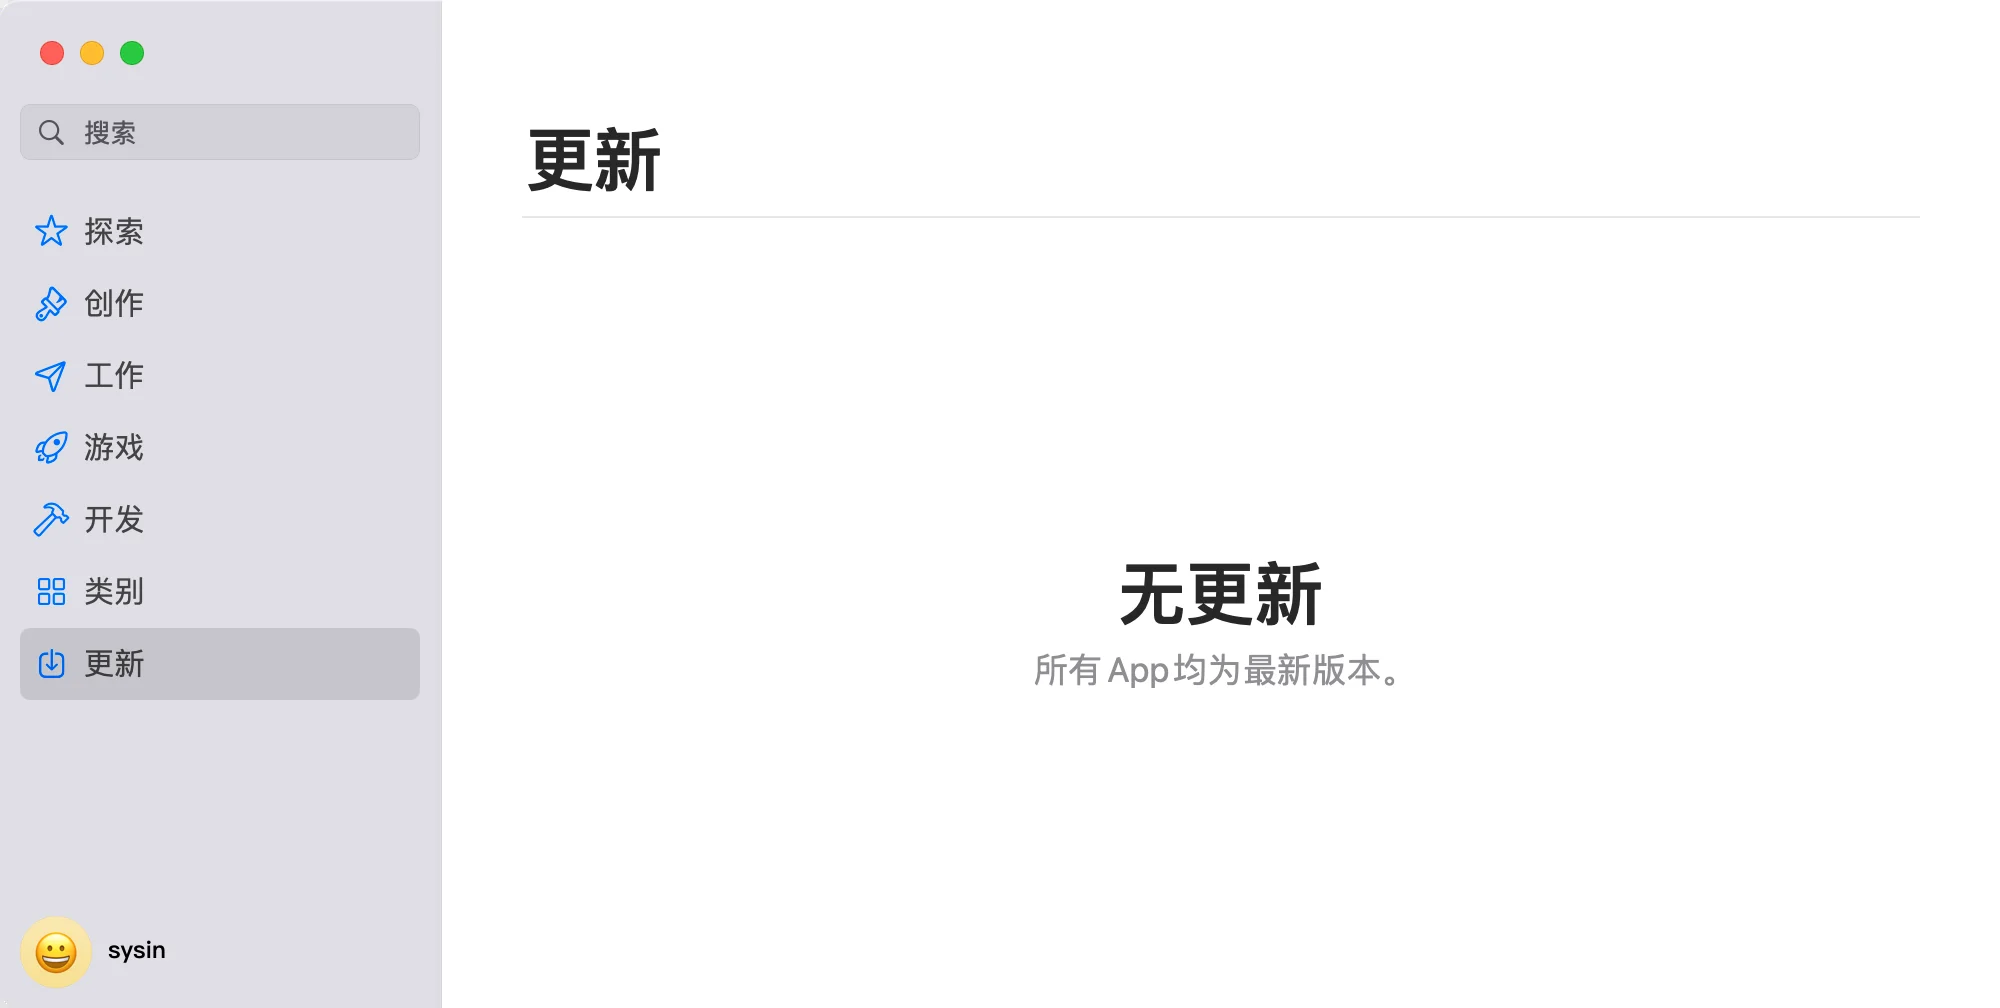 搜索
探索
创作
工作
游戏
开发
类别
更新
sysin
更新
无更新
所有 App 均为最新版本。